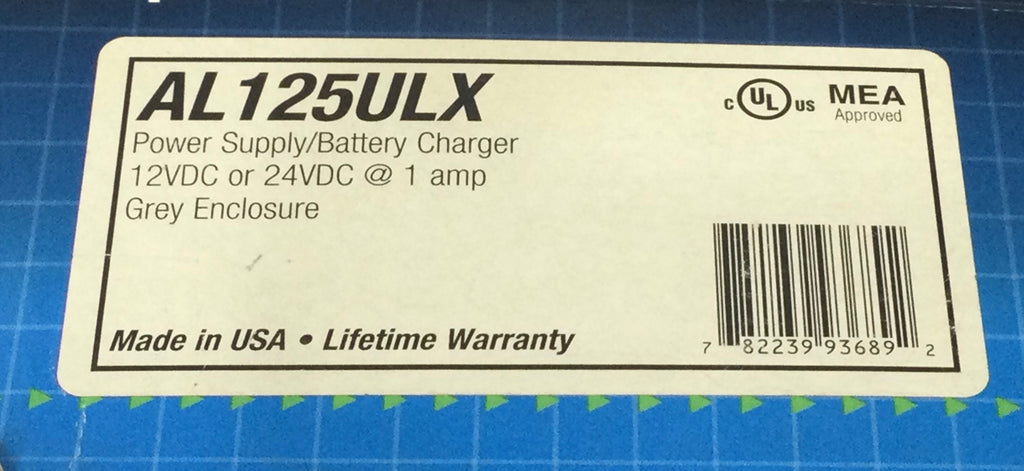 AL125ULX
Power Supply/Battery Charger
12VDC or 24VDC @ 1 amp
Grey Enclosure
C UL US MEA
Approved
Made in USA • Lifetime Warranty
7 82239 93689 2